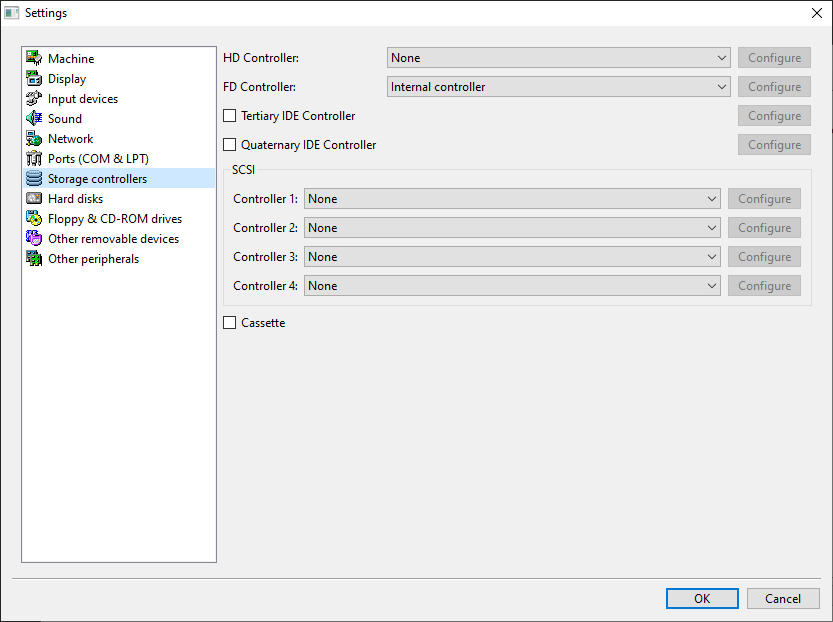 Settings
Machine
Display
Input devices
Sound
Network
Ports (COM & LPT)
Storage controllers
Hard disks
Floppy & CD-ROM drives
Other removable devices
Other peripherals
HD Controller: None Configure
FD Controller: Internal controller Configure
Tertiary IDE Controller Configure
Quaternary IDE Controller Configure
SCSI
Controller 1: None Configure
Controller 2: None Configure
Controller 3: None Configure
Controller 4: None Configure
Cassette
OK Cancel